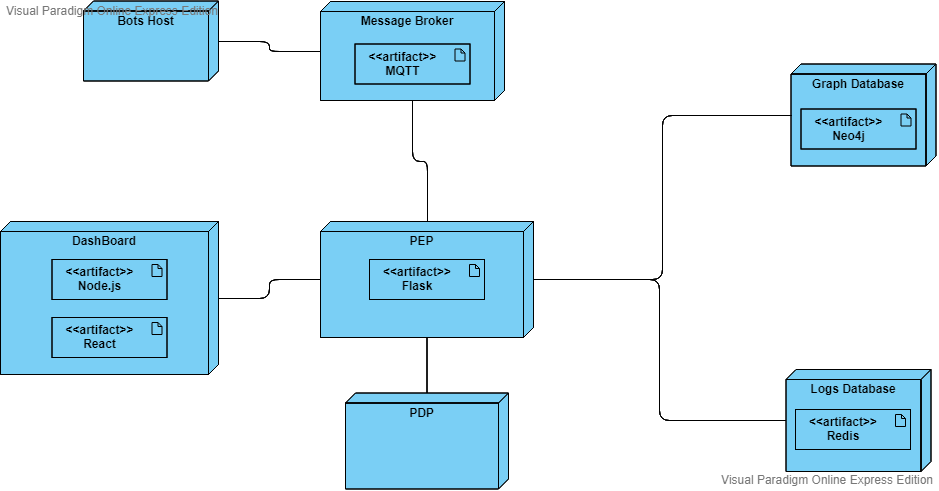 Visual Paradigm Online Express Edition
Bots Host
Message Broker
<<artifact>>
MQTT
Graph Database
<<artifact>>
Neo4j
DashBoard
<<artifact>>
Node.js
<<artifact>>
React
PEP
<<artifact>>
Flask
PDP
Logs Database
<<artifact>>
Redis
Visual Paradigm Online Express Edition